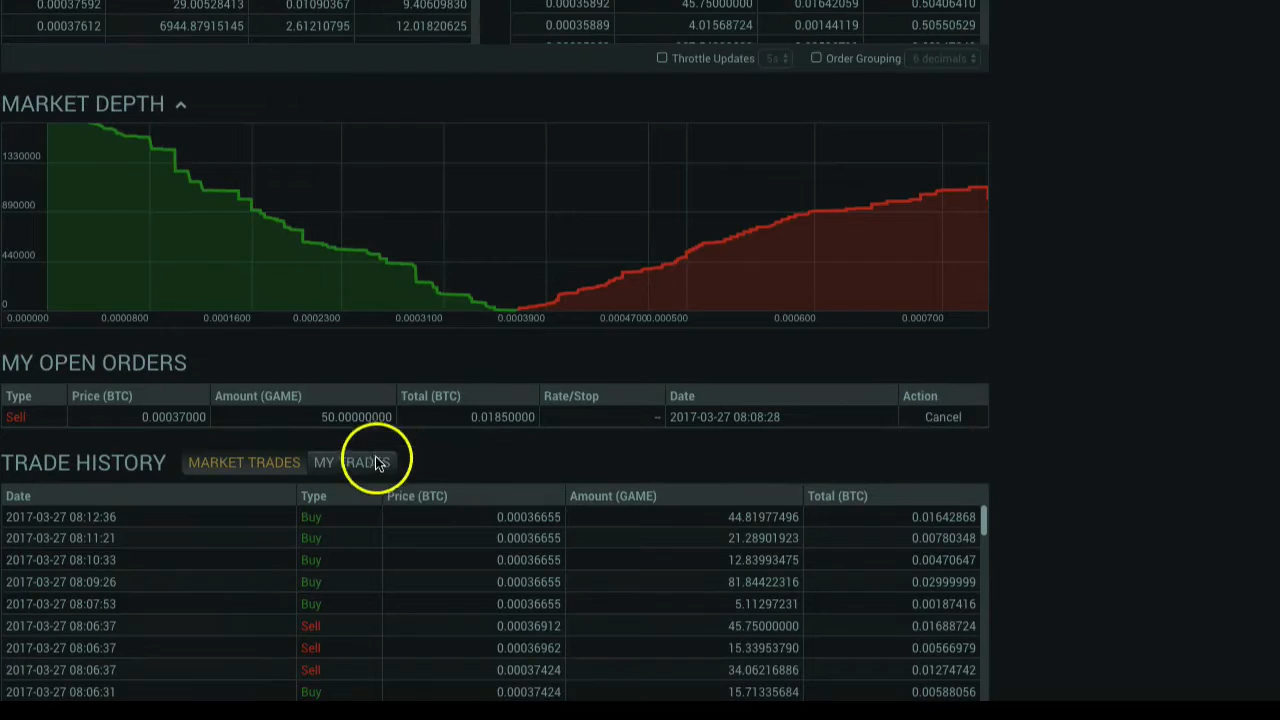 0.00037592 29.00528413 0.01090367 9.40609830 0.00035892 45.75000000 0.01642059 0.50406410
0.00037612 6944.87915145 2.61210795 12.01820625 0.00035889 4.01568724 0.00144119 0.50550529
Throttle Updates 5s Order Grouping 6 decimals
MARKET DEPTH
1330000
890000
440000
0
0.000000 0.0000800 0.0001600 0.0002300 0.0003100 0.0003900 0.0004700 0.000500 0.000600 0.000700
MY OPEN ORDERS
Type Price (BTC) Amount (GAME) Total (BTC) Rate/Stop Date Action
Sell 0.00037000 50.00000000 0.01850000 – 2017-03-27 08:08:28 Cancel
TRADE HISTORY MARKET TRADES MY TRADES
Date Type Price (BTC) Amount (GAME) Total (BTC)
2017-03-27 08:12:36 Buy 0.00036655 44.81977496 0.01642868
2017-03-27 08:11:21 Buy 0.00036655 21.28901923 0.00780348
2017-03-27 08:10:33 Buy 0.00036655 12.83993475 0.00470647
2017-03-27 08:09:26 Buy 0.00036655 81.84422316 0.02999999
2017-03-27 08:07:53 Buy 0.00036655 5.11297231 0.00187416
2017-03-27 08:06:37 Sell 0.00036912 45.75000000 0.01688724
2017-03-27 08:06:37 Sell 0.00036962 15.33953790 0.00566979
2017-03-27 08:06:37 Sell 0.00037424 34.06216886 0.01274742
2017-03-27 08:06:31 Buy 0.00037424 15.71335684 0.00588056